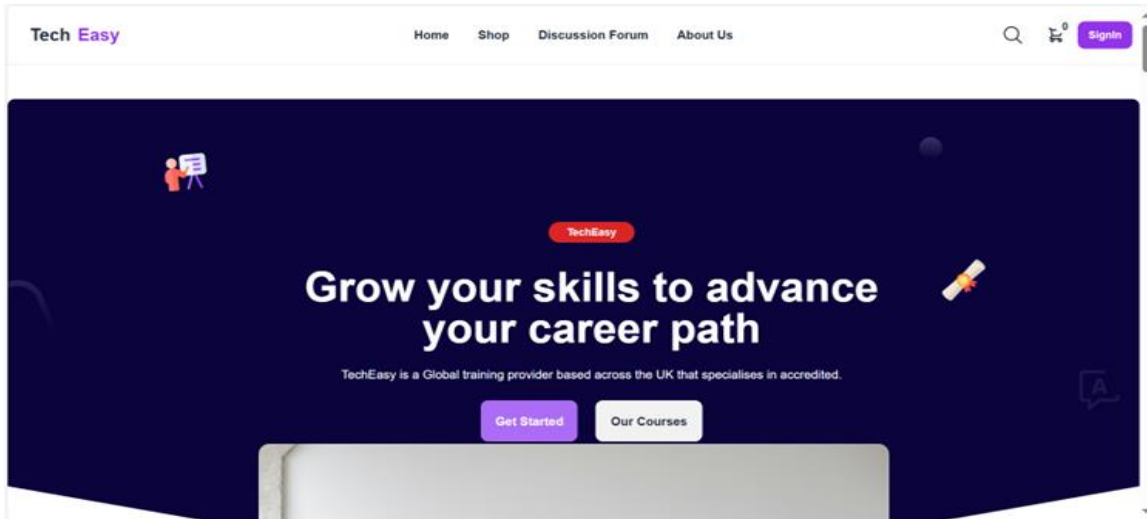 Tech Easy
Home Shop Discussion Forum About Us
0
SignIn
TechEasy
Grow your skills to advance
your career path
TechEasy is a Global training provider based across the UK that specialises in accredited.
Get Started Our Courses
A